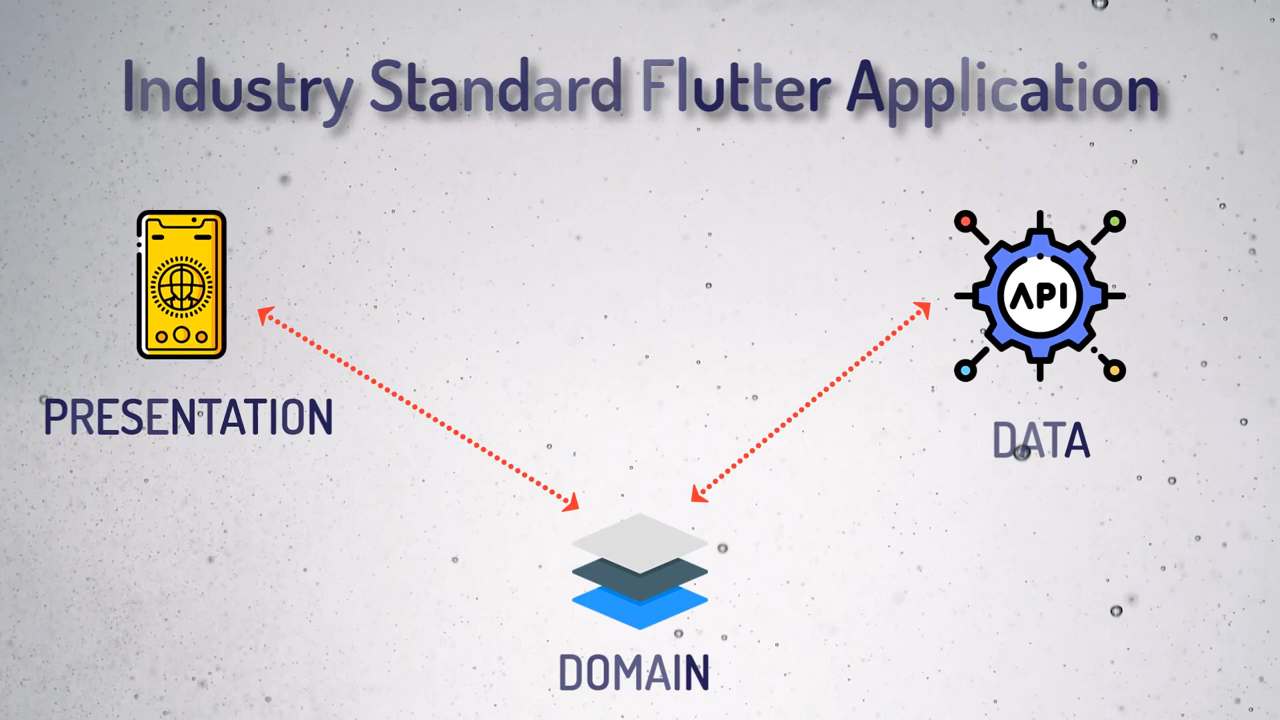 Industry Standard Flutter Application
API
PRESENTATION
DATA
DOMAIN